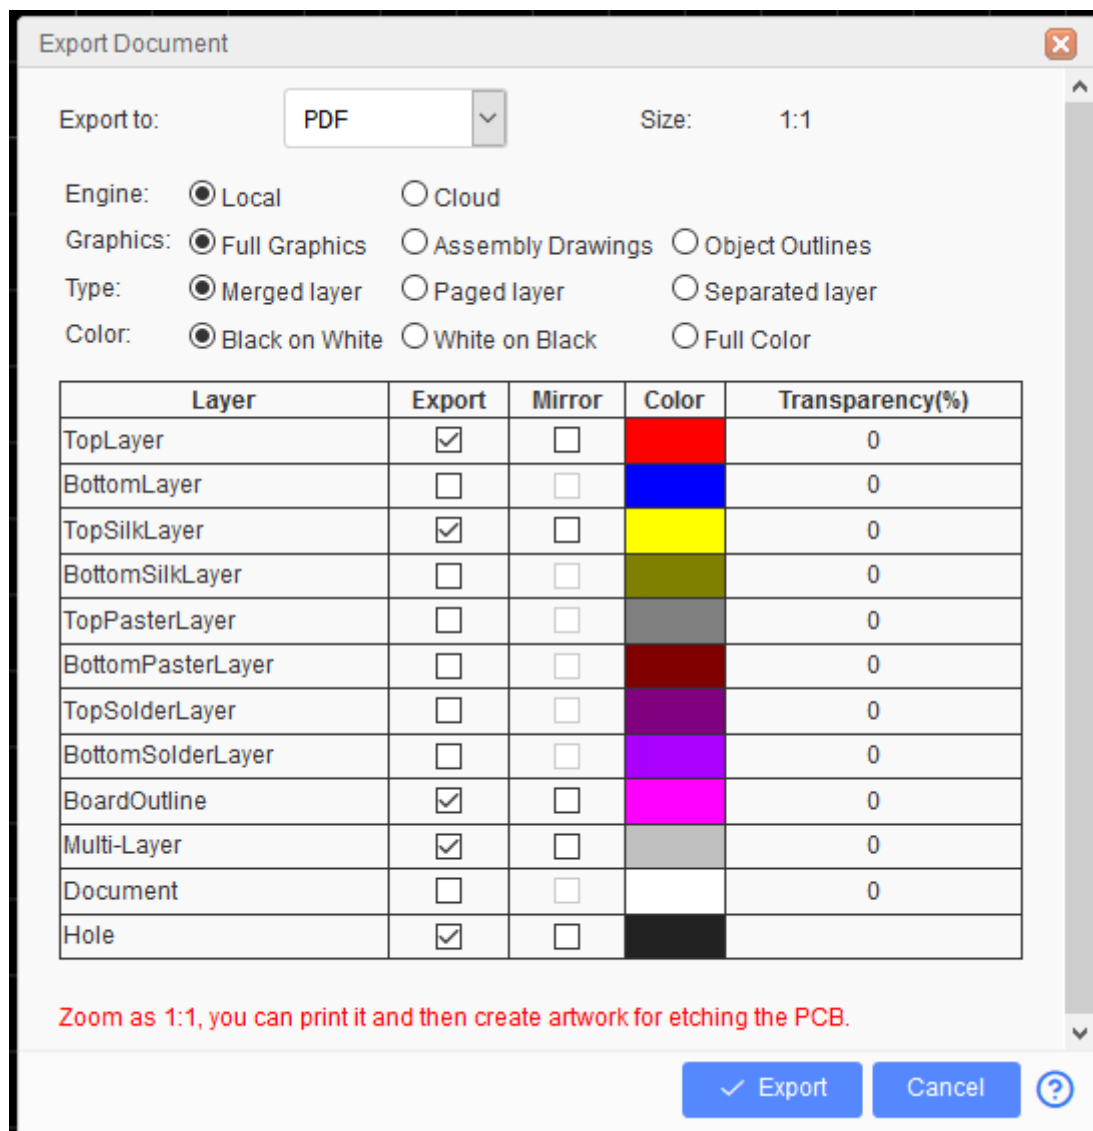 Export Document
Export to: PDF Size: 1:1
Engine: Local Cloud
Graphics: Full Graphics Assembly Drawings Object Outlines
Type: Merged layer Paged layer Separated layer
Color: Black on White White on Black Full Color
Layer Export Mirror Color Transparency(%)
TopLayer 0
BottomLayer 0
TopSilkLayer 0
BottomSilkLayer 0
TopPasterLayer 0
BottomPasterLayer 0
TopSolderLayer 0
BottomSolderLayer 0
BoardOutline 0
Multi-Layer 0
Document 0
Hole
Zoom as 1:1, you can print it and then create artwork for etching the PCB.
Export Cancel ?